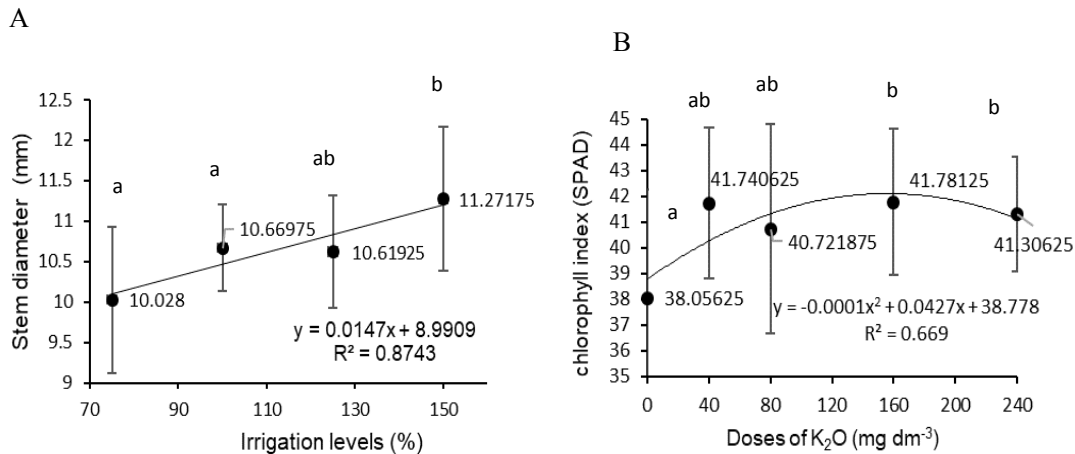 A
Stem diameter (mm)
12.5
12
11.5
11
10.5
10
9.5
9
a
a
ab
b
10.028
10.66975
10.61925
11.27175
y = 0.0147x + 8.9909
R² = 0.8743
70
90
110
130
150
Irrigation levels (%)
B
chlorophyll index (SPAD)
45
44
43
42
41
40
39
38
37
36
35
a
ab
ab
b
b
38.05625
41.740625
40.721875
41.78125
41.30625
y = -0.0001x² + 0.0427x + 38.778
R² = 0.669
0
40
80
120
160
200
240
Doses of K₂O (mg dm⁻³)